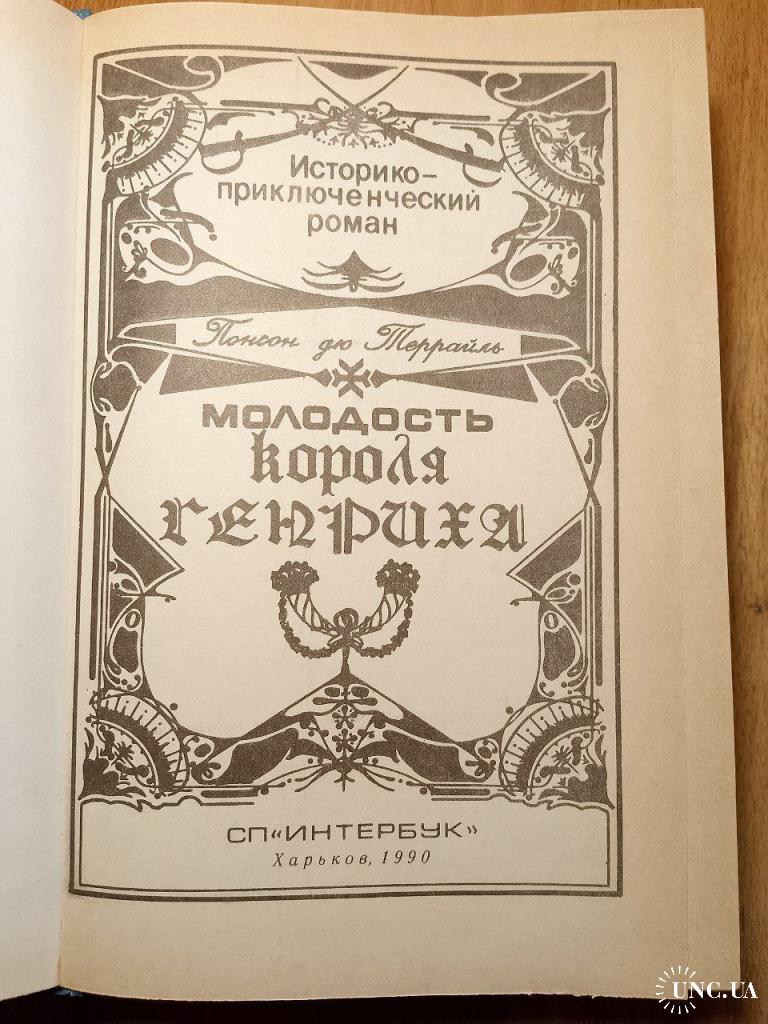 Историко-
приключенческий
роман
Понсон дю Террайль
МОЛОДОСТЬ
короля
ГЕНРИХА
СП«ИНТЕРБУК»
Харьков, 1990
UNC.UA